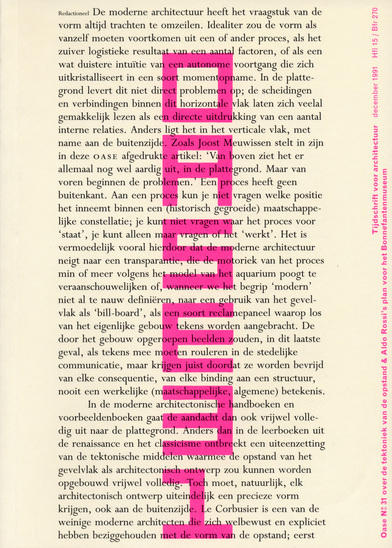 Redactioneel De moderne architectuur heeft het vraagstuk van de
vorm altijd trachten te omzeilen. Idealiter zou de vorm als
vanzelf moeten voortkomen uit een of ander proces, als het
zuiver logistieke resultaat van een aantal factoren, of als een
wat duistere intuïtie van een autonome voortgang die zich
uitkristalliseert in een soort momentopname. In de platte-
grond levert dit niet direct problemen op; de scheidingen
en verbindingen binnen dit horizontale vlak laten zich veelal
gemakkelijk lezen als een directe uitdrukking van een aantal
interne relaties. Anders ligt het in het verticale vlak, met
name aan de buitenzijde. Zoals Joost Meuwissen stelt in zijn
in deze OASE afgedrukte artikel: 'Van boven ziet het er
allemaal nog wel aardig uit, in de plattegrond. Maar van
voren beginnen de problemen.' Een proces heeft geen
buitenkant. Aan een proces kun je niet vragen welke positie
het inneemt binnen een (historisch gegroeide) maatschappe-
lijke constellatie; je kunt niet vragen waar het proces voor
'staat', je kunt alleen maar vragen of het 'werkt'. Het is
vermoedelijk vooral hierdoor dat de moderne architectuur
neigt naar een transparantie, die de motoriek van het proces
min of meer volgens het model van het aquarium poogt te
veraanschouwelijken of, wanneer we het begrip 'modern'
niet al te nauw definiëren, naar een gebruik van het gevel-
vlak als 'bill-board', als een soort reclamepaneel waarop los
van het eigenlijke gebouw tekens worden aangebracht. De
door het gebouw opgeroepen beelden zouden, in dit laatste
geval, als tekens mee moeten rouleren in de stedelijke
communicatie, maar krijgen juist doordat ze worden bevrijd
van elke consequentie, van elke binding aan een structuur,
nooit een werkelijke (maatschappelijke, algemene) betekenis.
In de moderne architectonische handboeken en
voorbeeldenboeken gaat de aandacht dan ook vrijwel volle-
dig uit naar de plattegrond. Anders dan in de leerboeken uit
de renaissance en het classicisme ontbreekt een uiteenzetting
van de tektonische middelen waarmee de opstand van het
gevelvlak als architectonisch ontwerp zou kunnen worden
opgebouwd vrijwel volledig. Toch moet, natuurlijk, elk
architectonisch ontwerp uiteindelijk een precieze vorm
krijgen, ook aan de buitenzijde. Le Corbusier is een van de
weinige moderne architecten die zich welbewust en expliciet
hebben beziggehouden met de vorm van de opstand; eerst
Tijdschrift voor architectuur december 1991 Hfl 15 / Bfr 270
Oase Nº 31 over de tektoniek van de opstand & Aldo Rossi's plan voor het Bonnefantenmuseum